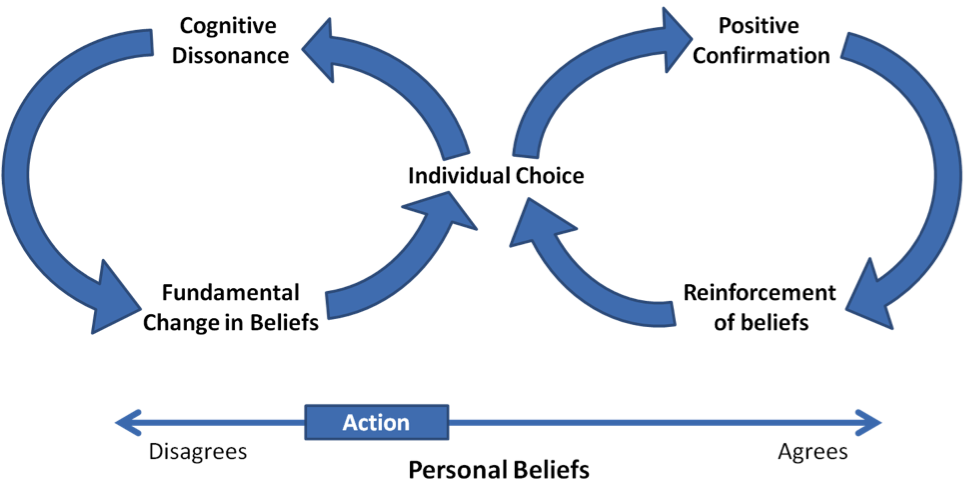 Cognitive
Dissonance
Positive
Confirmation
Individual Choice
Fundamental
Change in Beliefs
Reinforcement
of beliefs
Action
Disagrees
Agrees
Personal Beliefs